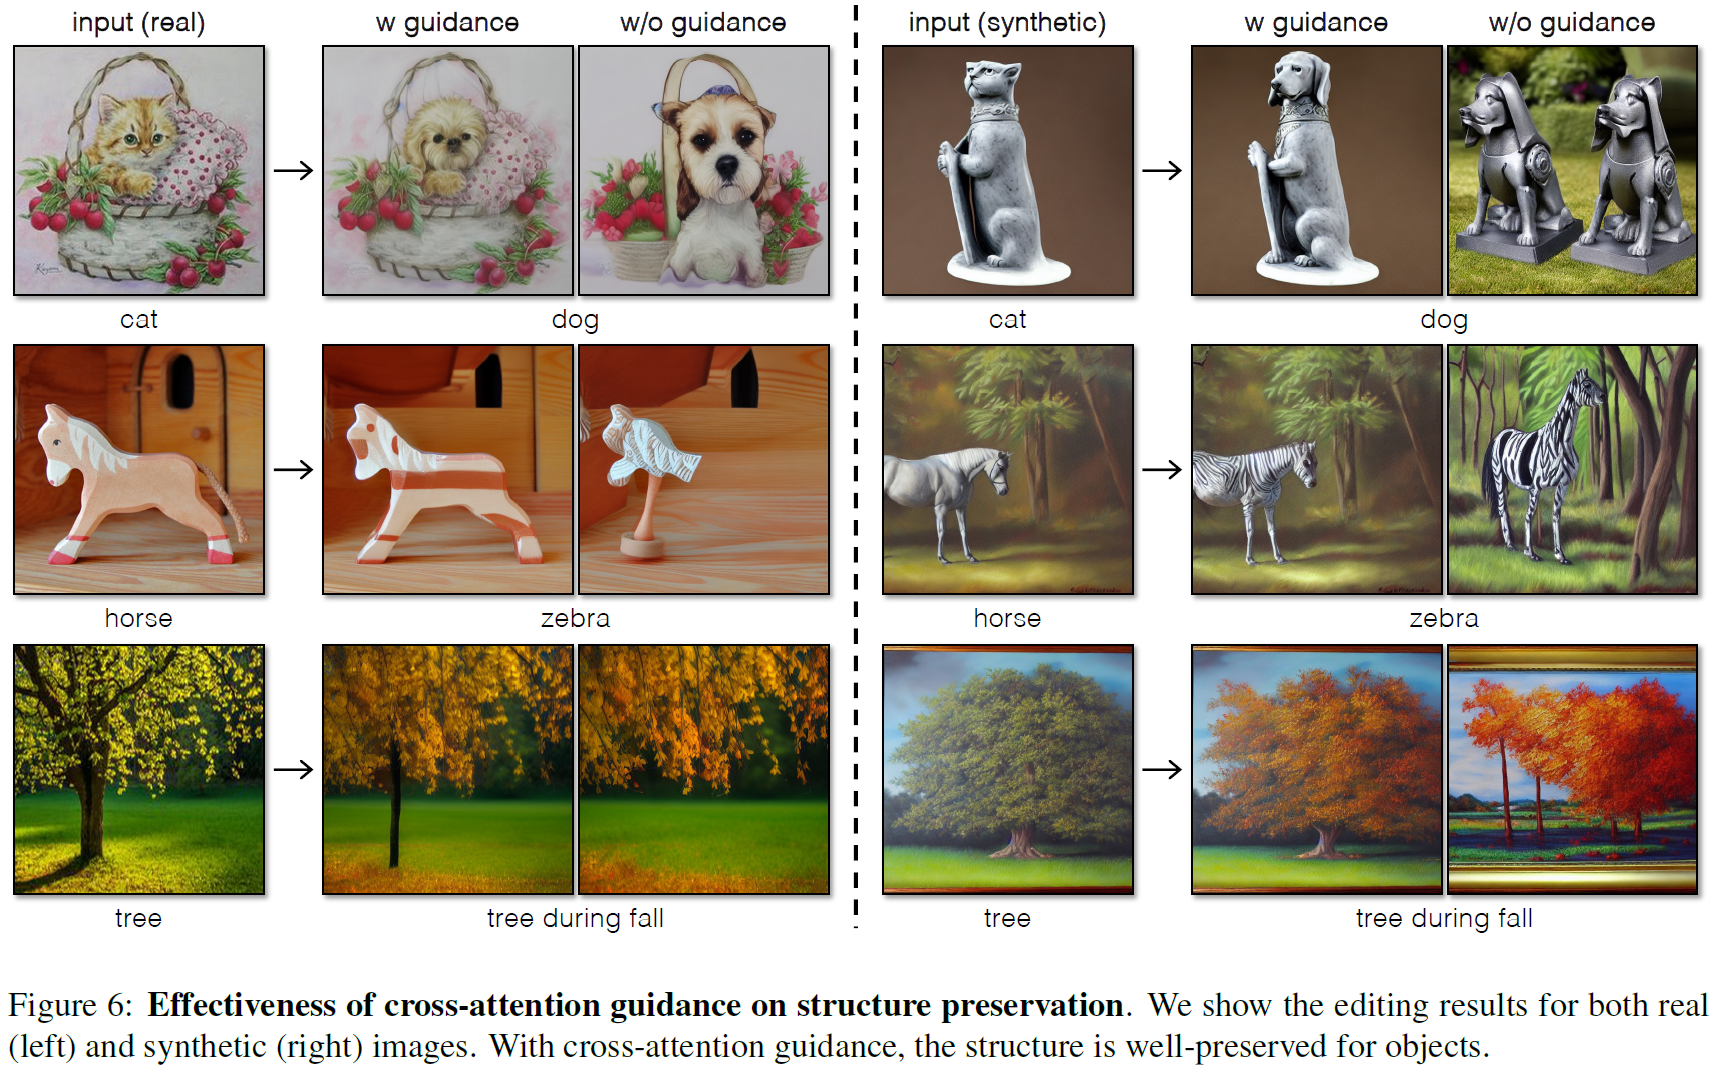 input (real) w guidance w/o guidance input (synthetic) w guidance w/o guidance
cat dog cat dog
horse zebra horse zebra
tree tree during fall tree tree during fall
Figure 6: Effectiveness of cross-attention guidance on structure preservation. We show the editing results for both real
(left) and synthetic (right) images. With cross-attention guidance, the structure is well-preserved for objects.